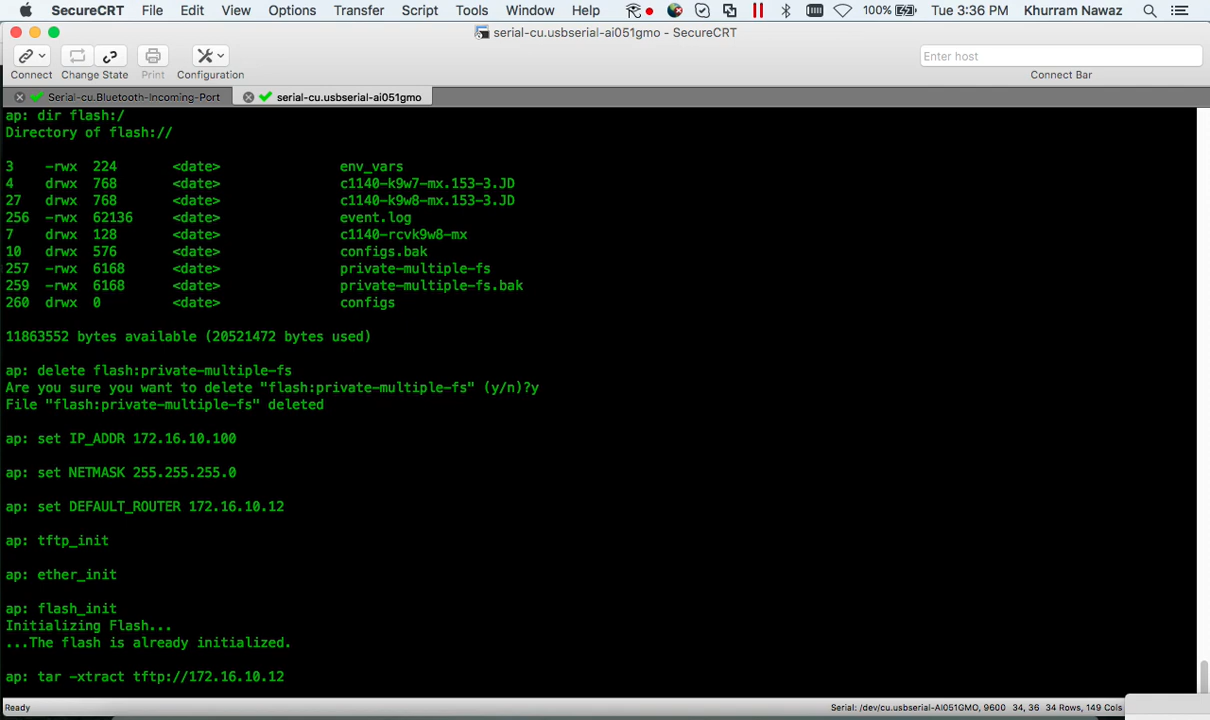 SecureCRT File Edit View Options Transfer Script Tools Window Help 100% Tue 3:36 PM Khurram Nawaz
serial-cu.usbserial-ai051gmo - SecureCRT
Enter host
Connect Change State Print Configuration Connect Bar
Serial-cu.Bluetooth-Incoming-Port serial-cu.usbserial-ai051gmo
ap: dir flash:/
Directory of flash://
3 -rwx 224 <date> env_vars
4 drwx 768 <date> c1140-k9w7-mx.153-3.JD
27 drwx 768 <date> c1140-k9w8-mx.153-3.JD
256 -rwx 62136 <date> event.log
7 drwx 128 <date> c1140-rcvk9w8-mx
10 drwx 576 <date> configs.bak
257 -rwx 6168 <date> private-multiple-fs
259 -rwx 6168 <date> private-multiple-fs.bak
260 drwx 0 <date> configs
11863552 bytes available (20521472 bytes used)
ap: delete flash:private-multiple-fs
Are you sure you want to delete "flash:private-multiple-fs" (y/n)?y
File "flash:private-multiple-fs" deleted
ap: set IP_ADDR 172.16.10.100
ap: set NETMASK 255.255.255.0
ap: set DEFAULT_ROUTER 172.16.10.12
ap: tftp_init
ap: ether_init
ap: flash_init
Initializing Flash...
...The flash is already initialized.
ap: tar -xtract tftp://172.16.10.12
Ready Serial: /dev/cu.usbserial-AI051GMO, 9600 34, 36 34 Rows, 149 Cols